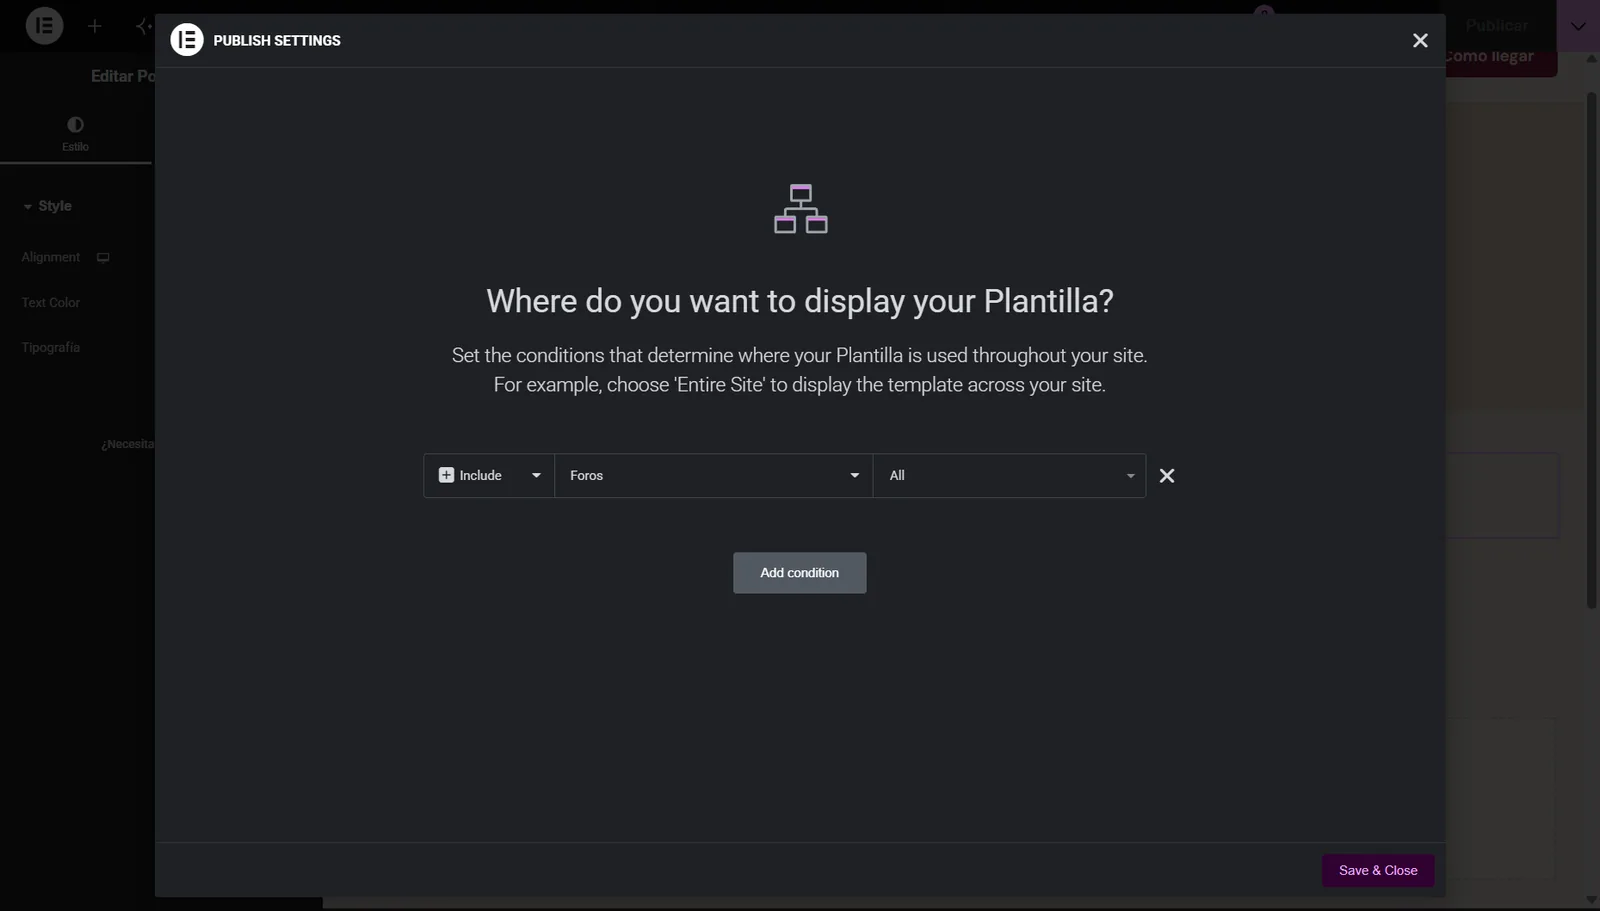 Publicar
PUBLISH SETTINGS
Como llegar
Editar Po
Estilo
Style
Alignment
Text Color
Tipografía
¿Necesita
Where do you want to display your Plantilla?
Set the conditions that determine where your Plantilla is used throughout your site.
For example, choose 'Entire Site' to display the template across your site.
Include
Foros
All
Add condition
Save & Close